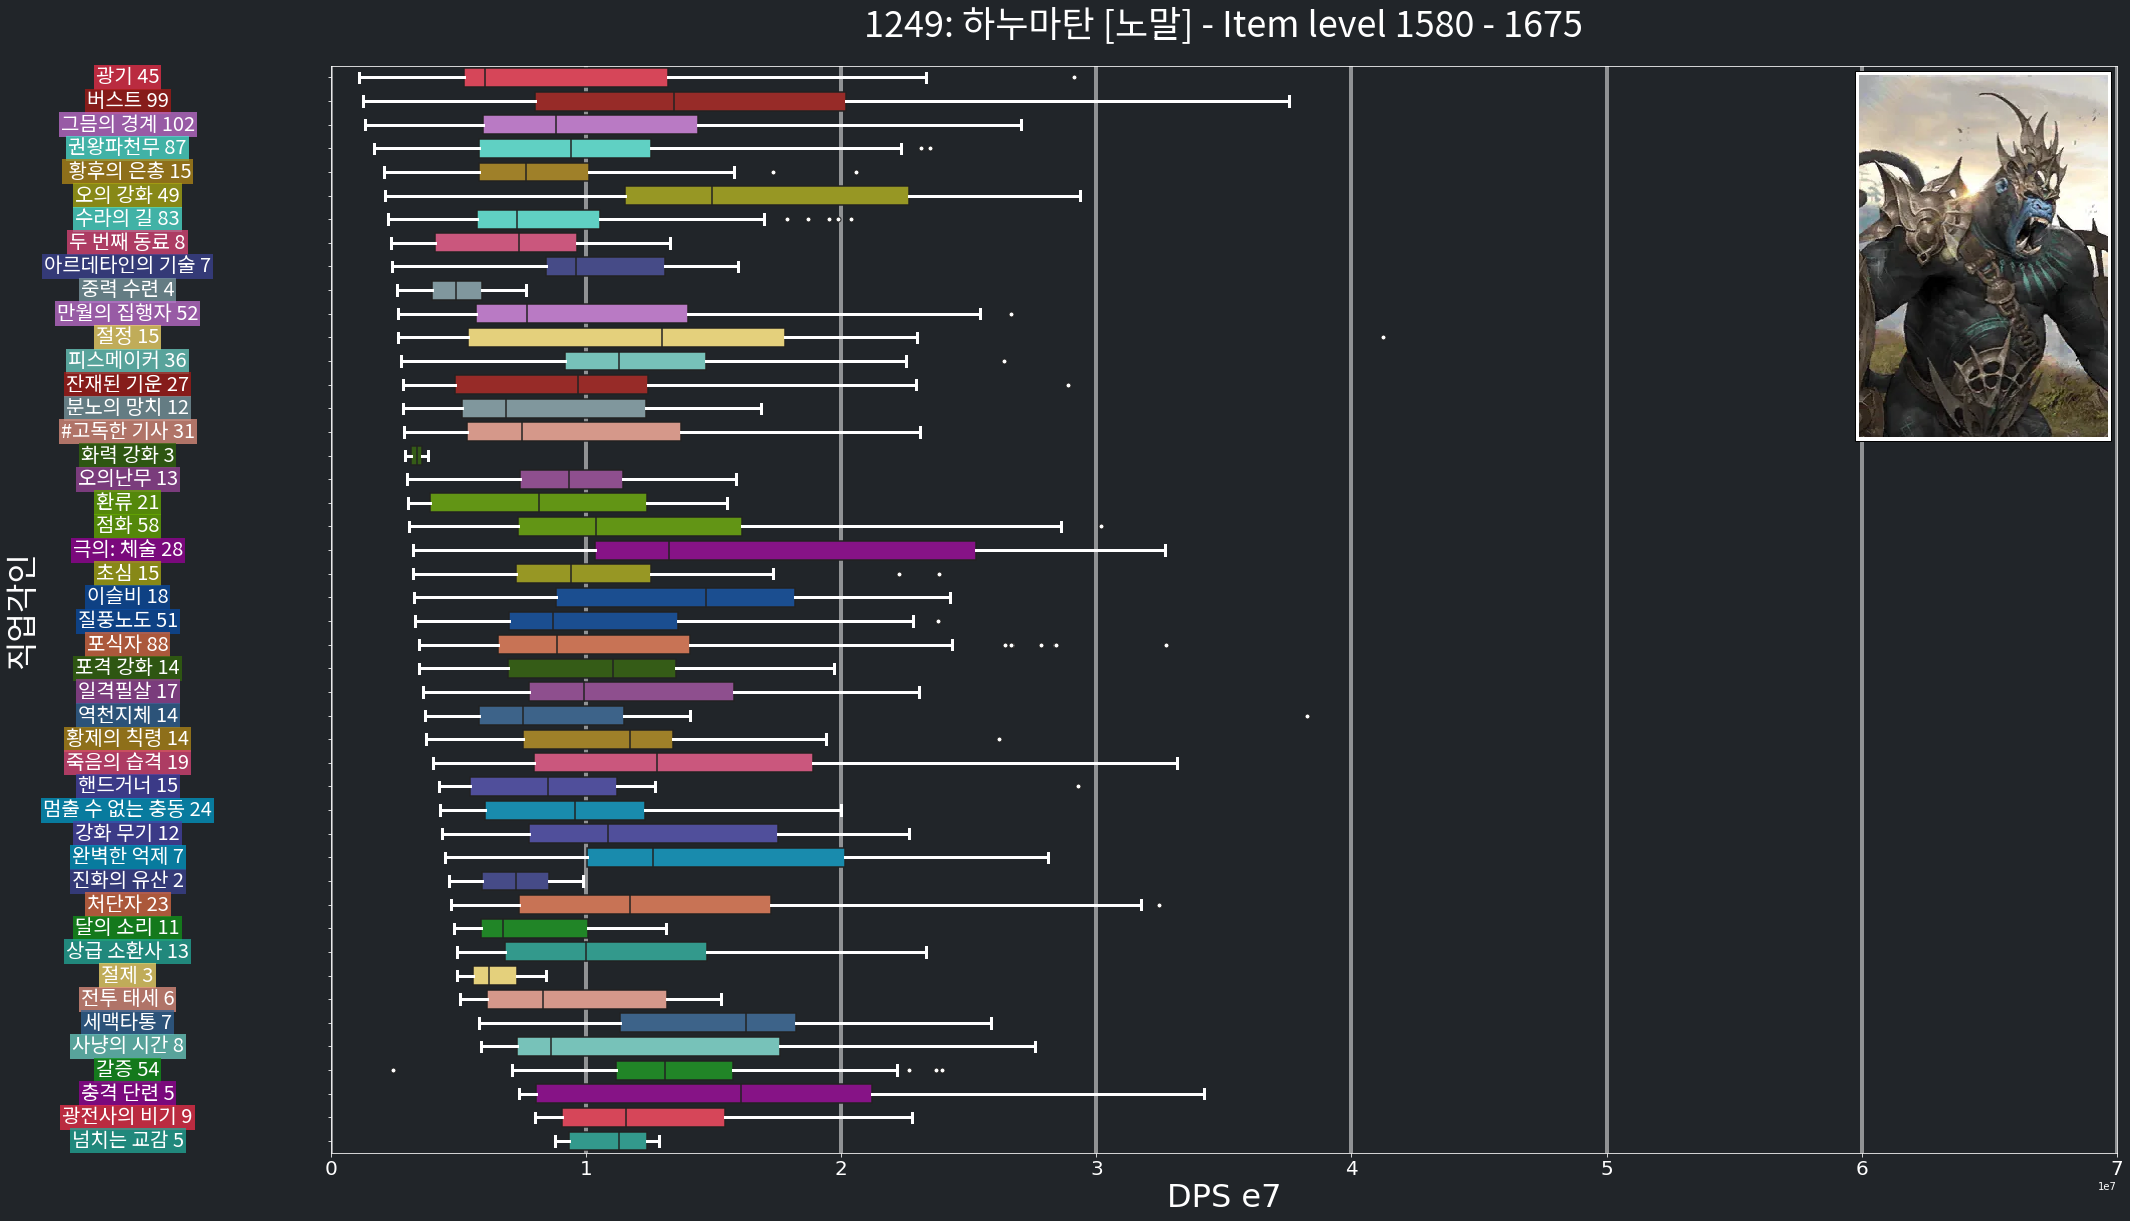 1249: 하누마탄 [노말] - Item level 1580 - 1675
직업각인
광기 45
버스트 99
그믐의 경계 102
권왕파천무 87
황후의 은총 15
오의 강화 49
수라의 길 83
두 번째 동료 8
아르데타인의 기술 7
중력 수련 4
만월의 집행자 52
절정 15
피스메이커 36
잔재된 기운 27
분노의 망치 12
#고독한 기사 31
화력 강화 3
오의난무 13
환류 21
점화 58
극의: 체술 28
초심 15
이슬비 18
질풍노도 51
포식자 88
포격 강화 14
일격필살 17
역천지체 14
황제의 칙령 14
죽음의 습격 19
핸드거너 15
멈출 수 없는 충동 24
강화 무기 12
완벽한 억제 7
진화의 유산 2
처단자 23
달의 소리 11
상급 소환사 13
절제 3
전투 태세 6
세맥타통 7
사냥의 시간 8
갈증 54
충격 단련 5
광전사의 비기 9
넘치는 교감 5
0 1 2 3 4 5 6 7
1e7
DPS e7